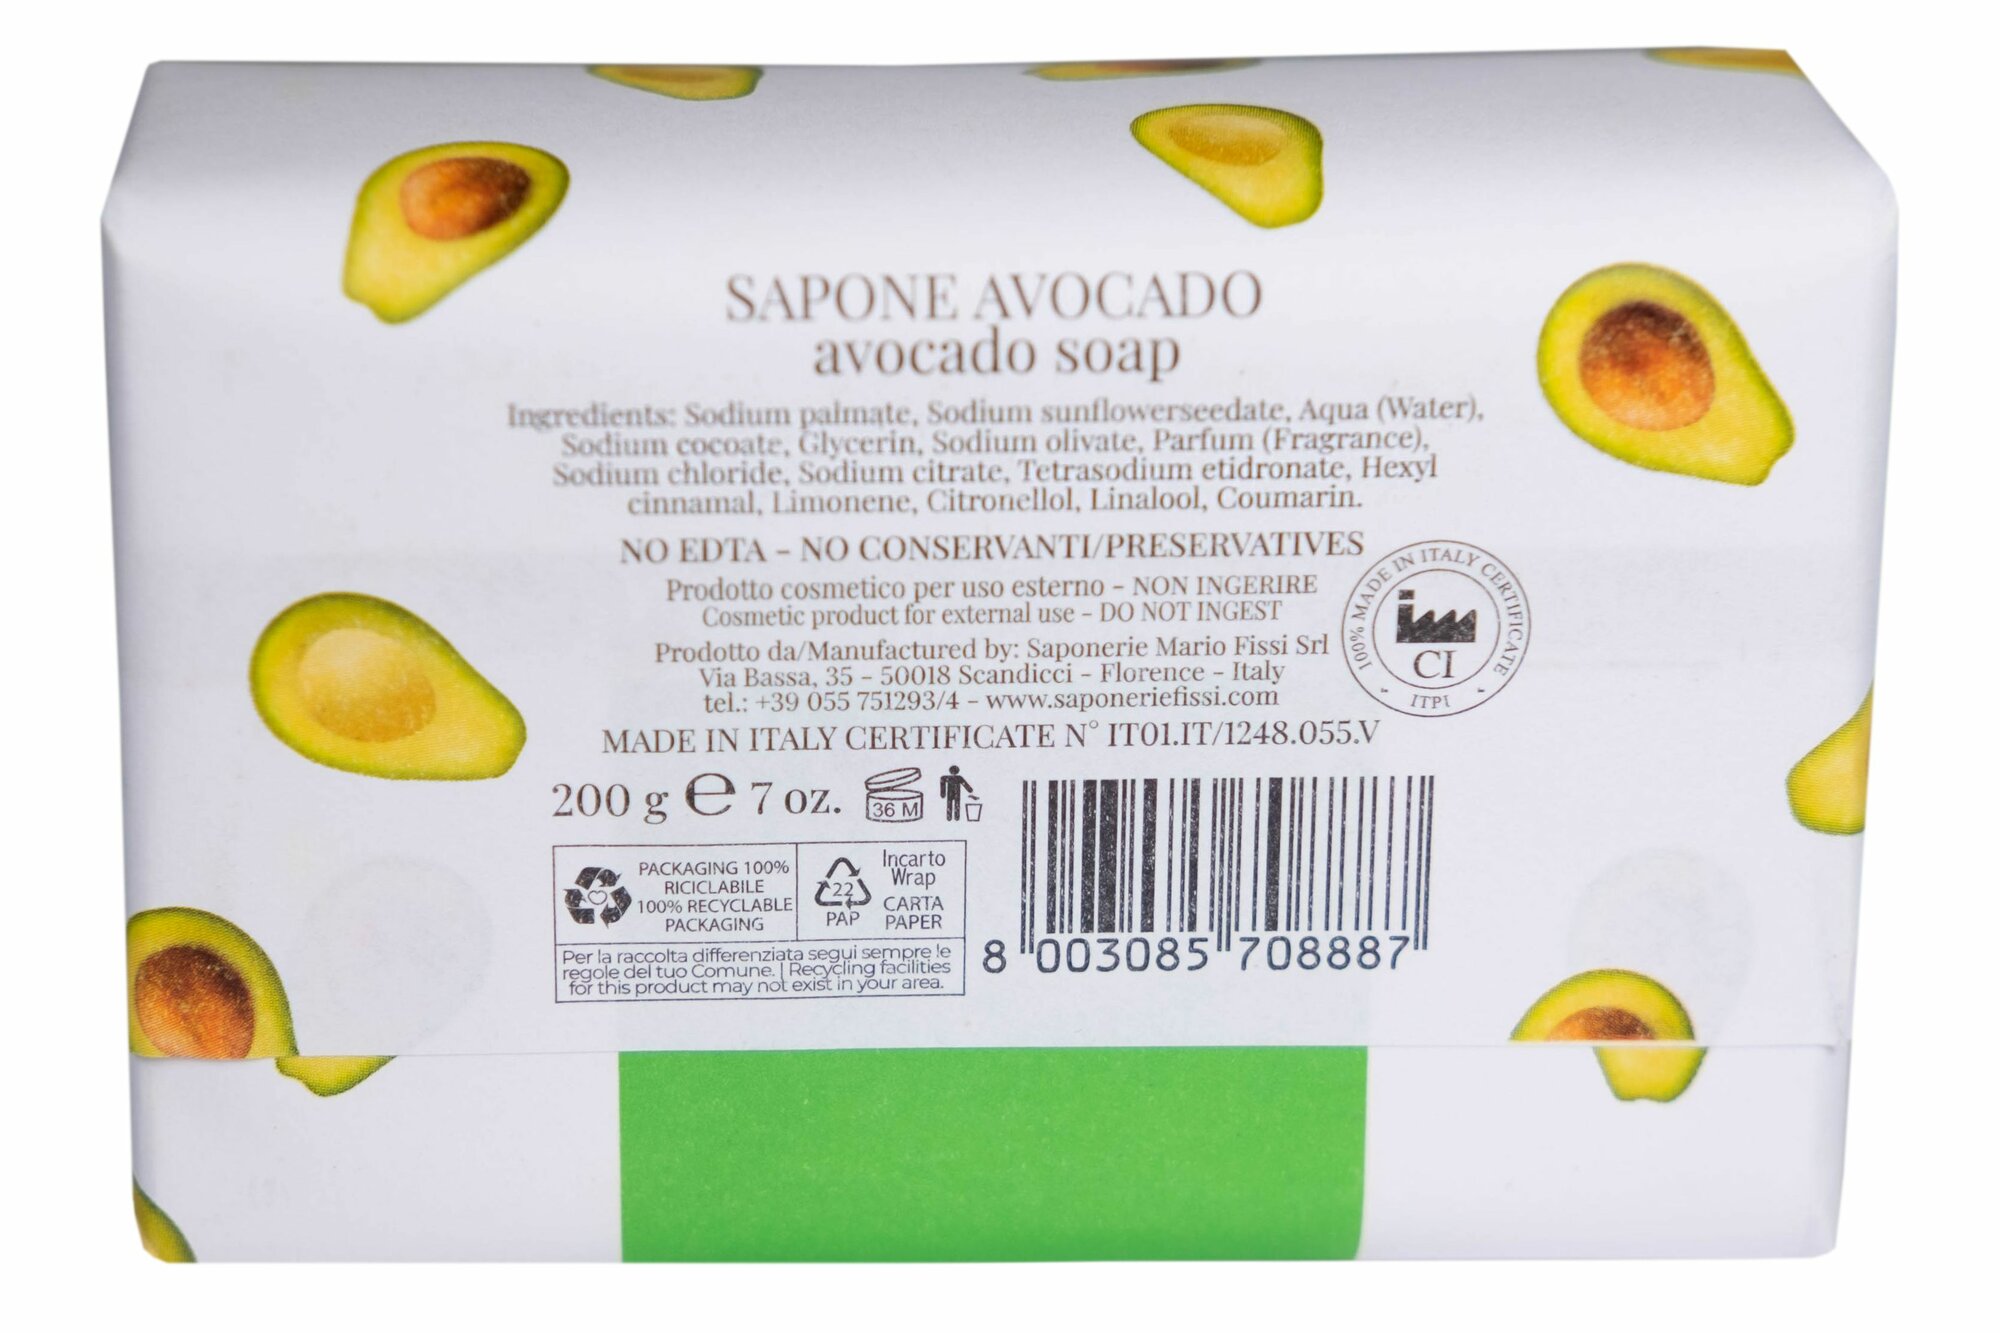 SAPONE AVOCADO
avocado soap
Ingredients: Sodium palmate, Sodium sunflowerseedate, Aqua (Water),
Sodium cocoate, Glycerin, Sodium olivate, Parfum (Fragrance),
Sodium chloride, Sodium citrate, Tetrasodium etidronate, Hexyl
cinnamal, Limonene, Citronellol, Linalool, Coumarin.
NO EDTA – NO CONSERVANTI/PRESERVATIVES
Prodotto cosmetico per uso esterno – NON INGERIRE
Cosmetic product for external use – DO NOT INGEST
Prodotto da/Manufactured by: Saponerie Mario Fissi Srl
Via Bassa, 35 – 50018 Scandicci – Florence – Italy
tel.: +39 055 751293/4 – www.saponeriefissi.com
MADE IN ITALY CERTIFICATE N° IT01.IT/1248.055.V
100% MADE IN ITALY CERTIFICATE
CI
ITPI
200 g ℮ 7 oz.
36 M
PACKAGING 100%
RICICLABILE
100% RECYCLABLE
PACKAGING
22
PAP
Incarto
Wrap
CARTA
PAPER
Per la raccolta differenziata segui sempre le
regole del tuo Comune. | Recycling facilities
for this product may not exist in your area.
8 003085 708887